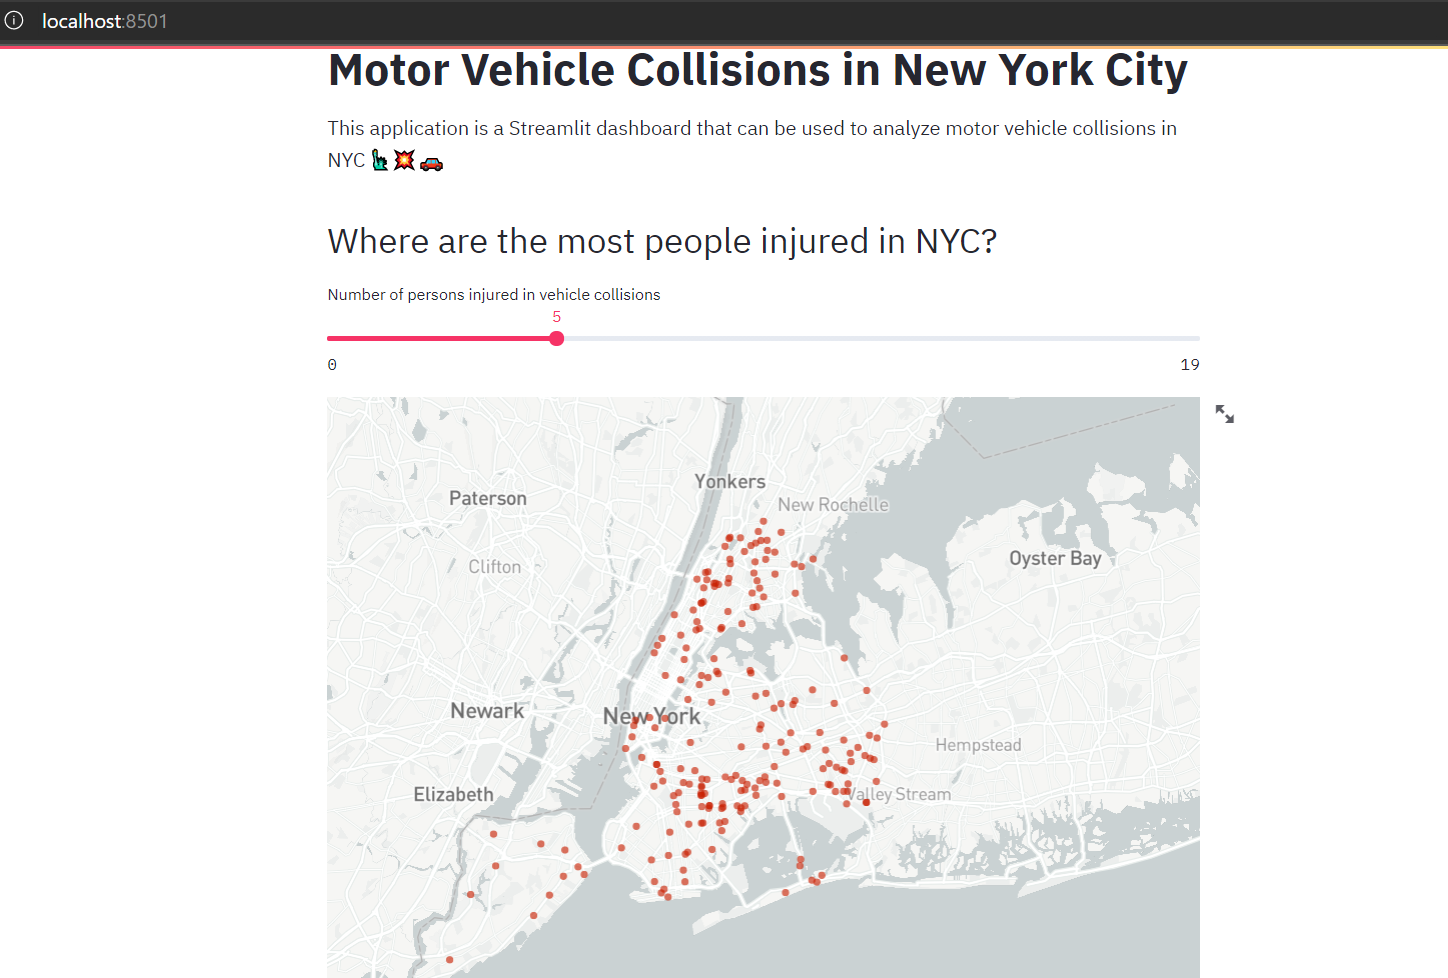 localhost:8501
Motor Vehicle Collisions in New York City
This application is a Streamlit dashboard that can be used to analyze motor vehicle collisions in
NYC 🗽💥🚗
Where are the most people injured in NYC?
Number of persons injured in vehicle collisions
5
0
19
Yonkers
Paterson
New Rochelle
Oyster Bay
Clifton
Newark
New York
Hempstead
Elizabeth
Valley Stream